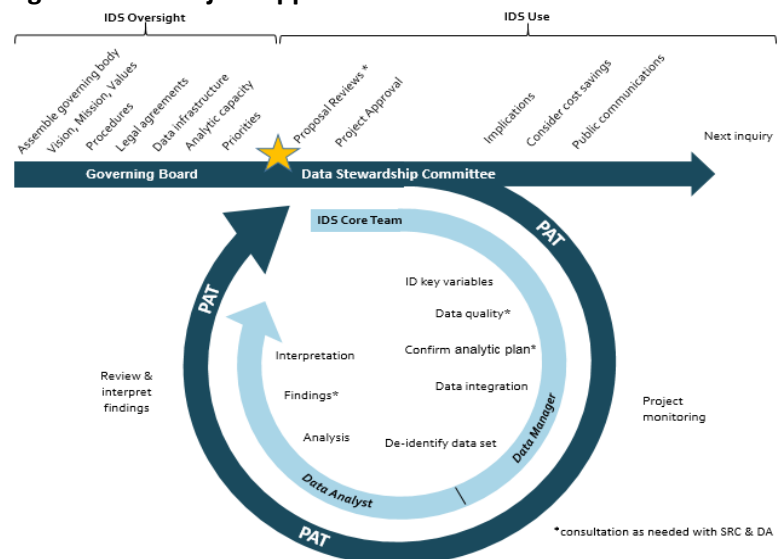 IDS Oversight
IDS Use
Assemble governing body
Vision, Mission, Values
Procedures
Legal agreements
Data infrastructure
Analytic capacity
Priorities
Proposal Reviews *
Project Approval
Implications
Consider cost savings
Public communications
Next inquiry
Governing Board
Data Stewardship Committee
IDS Core Team
PAT
ID key variables
Data quality*
Confirm analytic plan*
Data integration
De-identify data set
Data Manager
Project
monitoring
PAT
Data Analyst
Analysis
Findings*
Interpretation
PAT
Review &
interpret
findings
*consultation as needed with SRC & DA